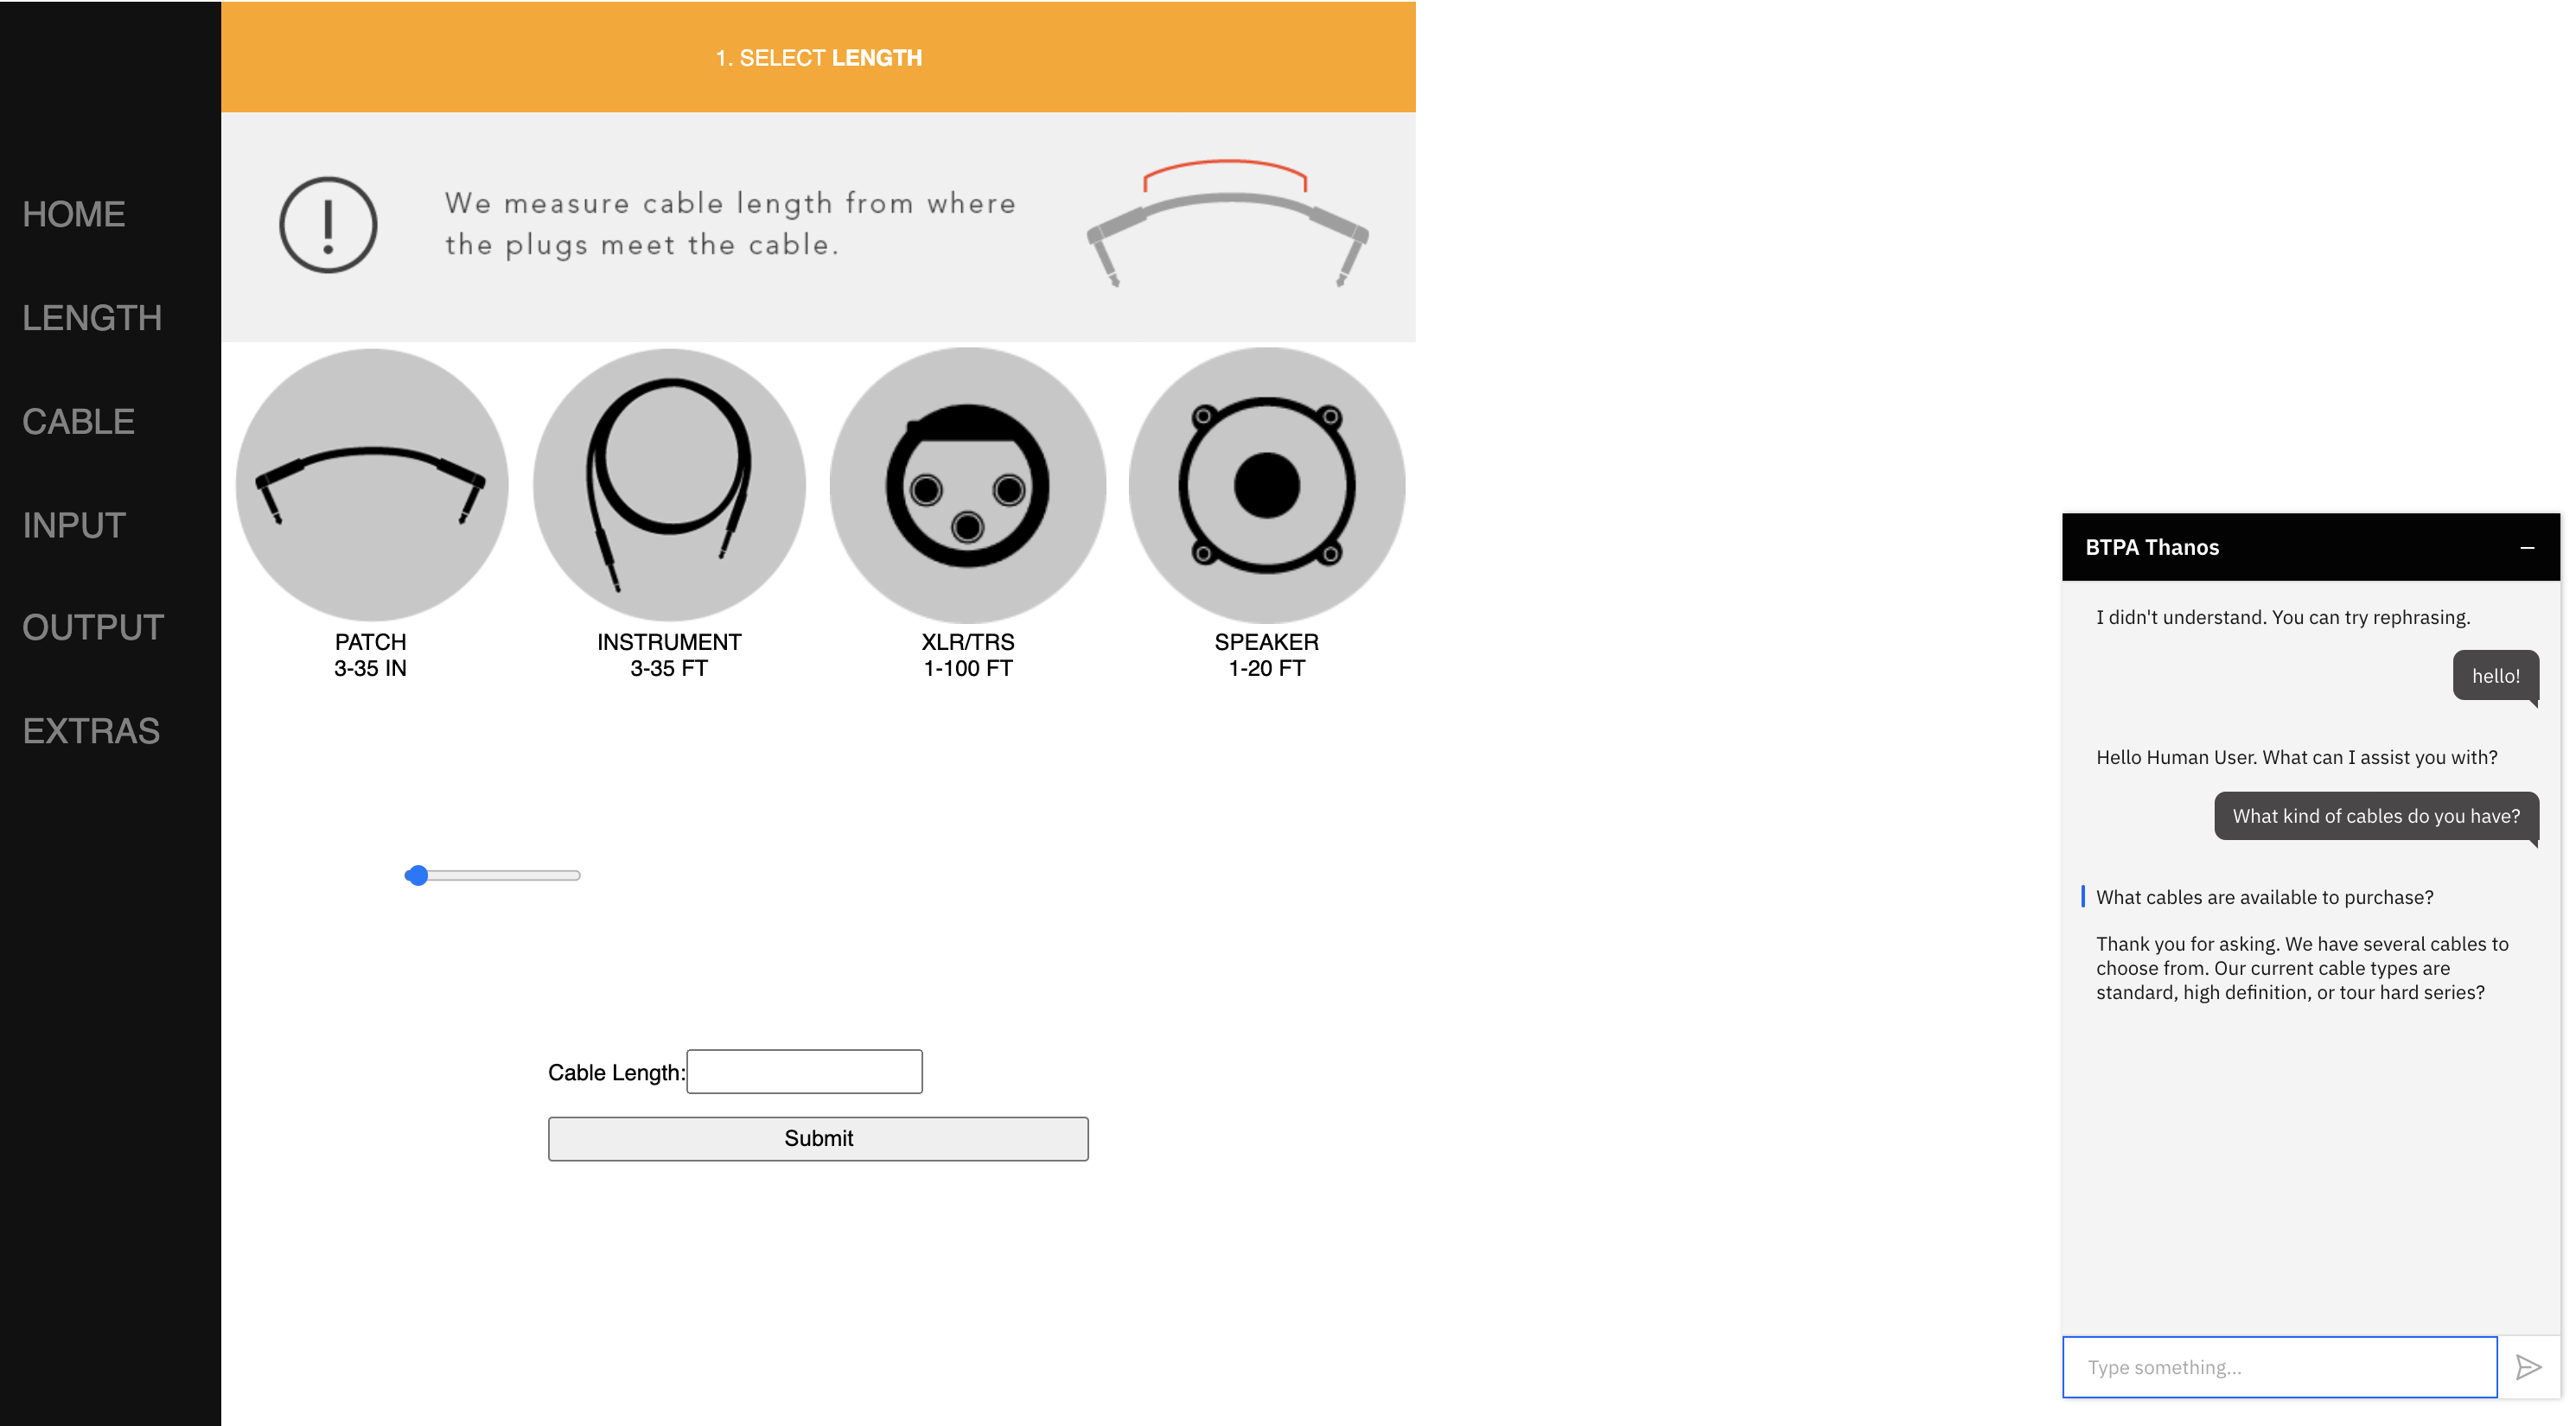 HOME
LENGTH
CABLE
INPUT
OUTPUT
EXTRAS
1. SELECT LENGTH
We measure cable length from where
the plugs meet the cable.
PATCH
3-35 IN
INSTRUMENT
3-35 FT
XLR/TRS
1-100 FT
SPEAKER
1-20 FT
Cable Length:
Submit
BTPA Thanos
I didn't understand. You can try rephrasing.
hello!
Hello Human User. What can I assist you with?
What kind of cables do you have?
What cables are available to purchase?
Thank you for asking. We have several cables to
choose from. Our current cable types are
standard, high definition, or tour hard series?
Type something...